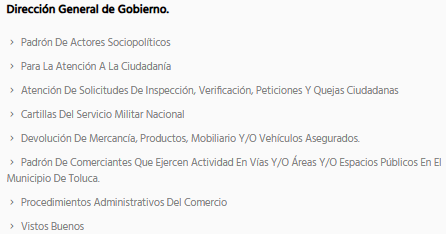 Dirección General de Gobierno.
› Padrón De Actores Sociopolíticos
› Para La Atención A La Ciudadanía
› Atención De Solicitudes De Inspección, Verificación, Peticiones Y Quejas Ciudadanas
› Cartillas Del Servicio Militar Nacional
› Devolución De Mercancía, Productos, Mobiliario Y/O Vehículos Asegurados.
› Padrón De Comerciantes Que Ejercen Actividad En Vías Y/O Áreas Y/O Espacios Públicos En El
Municipio De Toluca.
› Procedimientos Administrativos Del Comercio
› Vistos Buenos